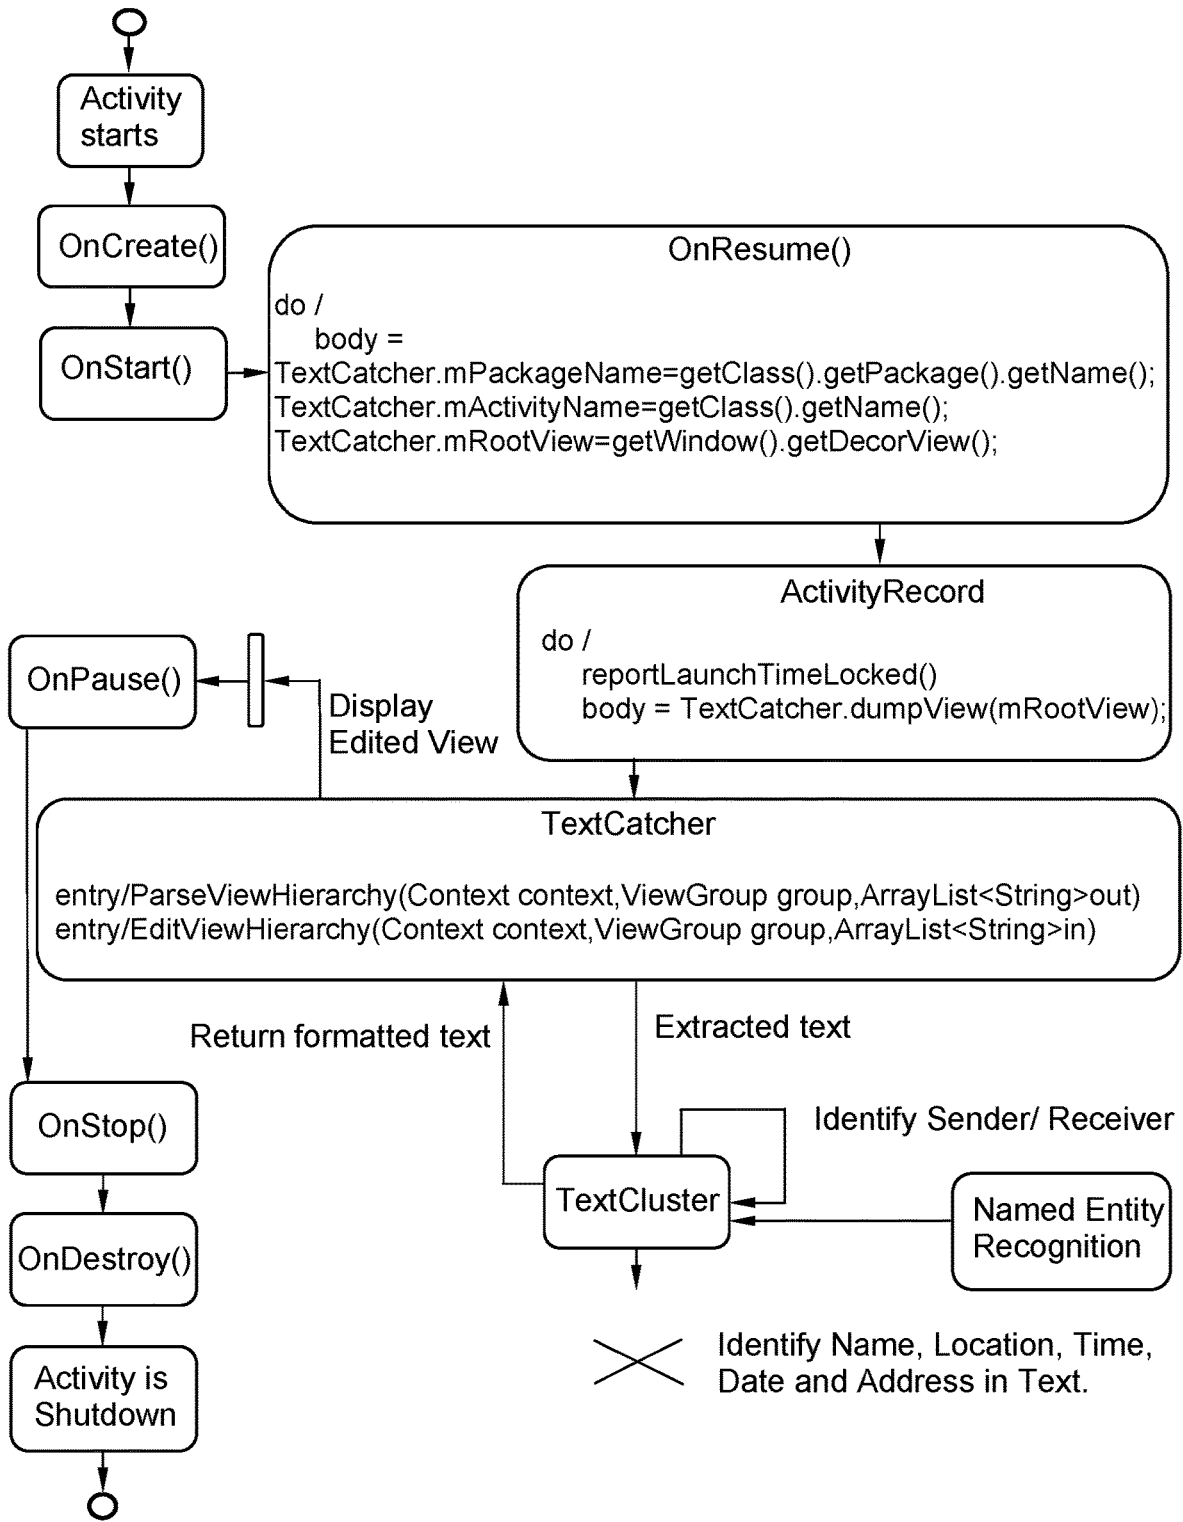 Activity
starts
OnCreate()
OnStart()
OnResume()
do /
body =
TextCatcher.mPackageName=getClass().getPackage().getName();
TextCatcher.mActivityName=getClass().getName();
TextCatcher.mRootView=getWindow().getDecorView();
ActivityRecord
do /
reportLaunchTimeLocked()
body = TextCatcher.dumpView(mRootView);
OnPause()
Display
Edited View
TextCatcher
entry/ParseViewHierarchy(Context context,ViewGroup group,ArrayList<String>out)
entry/EditViewHierarchy(Context context,ViewGroup group,ArrayList<String>in)
Return formatted text
Extracted text
OnStop()
Identify Sender/ Receiver
TextCluster
Named Entity
Recognition
OnDestroy()
Identify Name, Location, Time,
Date and Address in Text.
Activity is
Shutdown